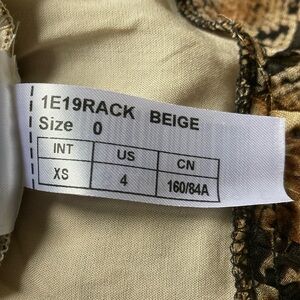 1E19RACK BEIGE
Size 0
INT US CN
XS 4 160/84A